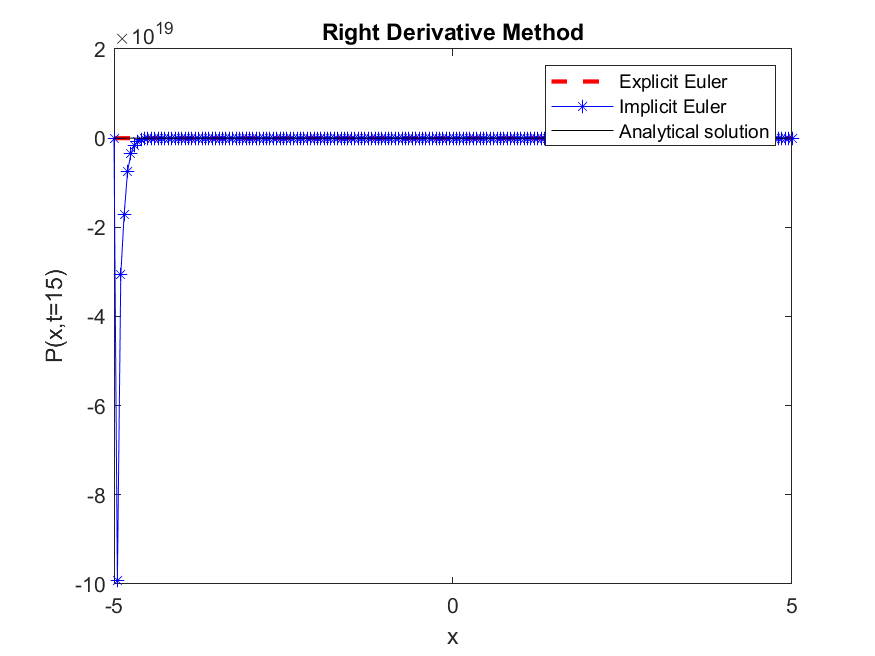 Right Derivative Method
×10^19
2
0
-2
-4
-6
-8
-10
P(x,t=15)
Explicit Euler
Implicit Euler
Analytical solution
-5
0
5
x